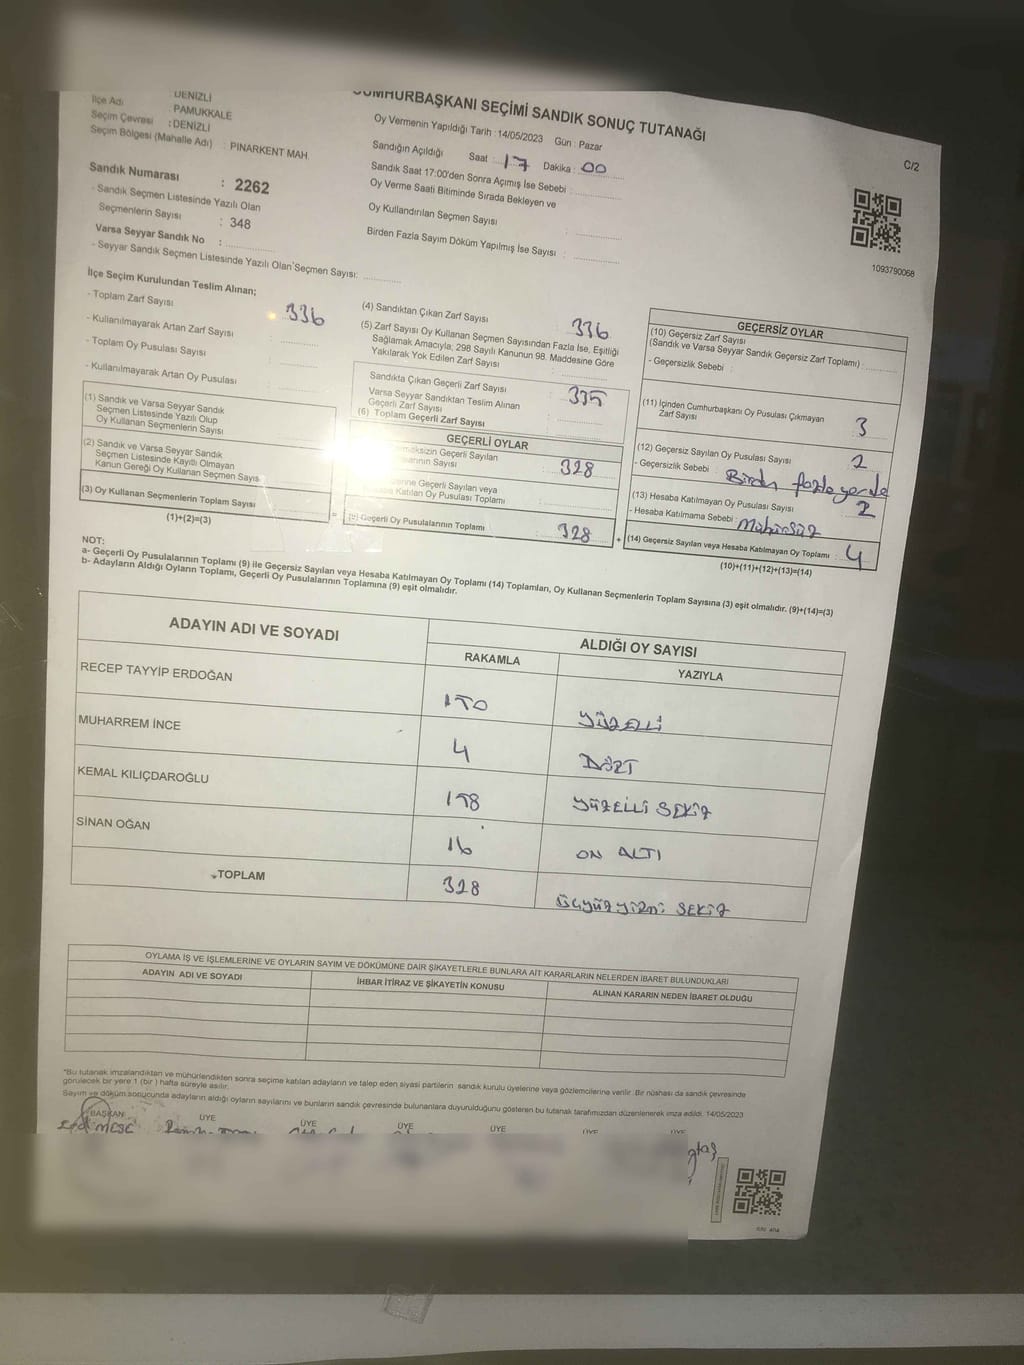 CUMHURBAŞKANI SEÇİMİ SANDIK SONUÇ TUTANAĞI
C/2
DENİZLİ
İlçe Adı PAMUKKALE
Seçim Çevresi : DENİZLİ
Seçim Bölgesi (Mahalle Adı) : PINARKENT MAH.
Sandık Numarası : 2262
- Sandık Seçmen Listesinde Yazılı Olan
Seçmenlerin Sayısı : 348
Varsa Seyyar Sandık No :
- Seyyar Sandık Seçmen Listesinde Yazılı Olan Seçmen Sayısı:
Oy Vermenin Yapıldığı Tarih : 14/05/2023 Gün : Pazar
Sandığın Açıldığı Saat : 17 Dakika : 00
Sandık Saat 17:00'den Sonra Açımış İse Sebebi :
Oy Verme Saati Bitiminde Sırada Bekleyen ve
Oy Kullandırılan Seçmen Sayısı :
Birden Fazla Sayım Döküm Yapılmış İse Sayısı :
1093790068
İlçe Seçim Kurulundan Teslim Alınan;
- Toplam Zarf Sayısı 336
- Kullanılmayarak Artan Zarf Sayısı
- Toplam Oy Pusulası Sayısı
- Kullanılmayarak Artan Oy Pusulası
(1) Sandık ve Varsa Seyyar Sandık
Seçmen Listesinde Yazılı Olup
Oy Kullanan Seçmenlerin Sayısı
(2) Sandık ve Varsa Seyyar Sandık
Seçmen Listesinde Kayıtlı Olmayan
Kanun Gereği Oy Kullanan Seçmen Sayıs
(3) Oy Kullanan Seçmenlerin Toplam Sayısı
(1)+(2)=(3)
(4) Sandıktan Çıkan Zarf Sayısı 336
(5) Zarf Sayısı Oy Kullanan Seçmen Sayısından Fazla İse, Eşitliği
Sağlamak Amacıyla; 298 Sayılı Kanunun 98. Maddesine Göre
Yakılarak Yok Edilen Zarf Sayısı
Sandıkta Çıkan Geçerli Zarf Sayısı : 335
Varsa Seyyar Sandıktan Teslim Alınan
Geçerli Zarf Sayısı
(6) Toplam Geçerli Zarf Sayısı
GEÇERLİ OYLAR
Geçerli Sayılan
Sayısı : 328
Geçerli Sayılan veya
Katılan Oy Pusulası Toplamı
(9) Geçerli Oy Pusulalarının Toplamı : 328
GEÇERSİZ OYLAR
(10) Geçersiz Zarf Sayısı
(Sandık ve Varsa Seyyar Sandık Geçersiz Zarf Toplamı) :
- Geçersizlik Sebebi :
(11) İçinden Cumhurbaşkanı Oy Pusulası Çıkmayan
Zarf Sayısı 3
(12) Geçersiz Sayılan Oy Pusulası Sayısı : 2
- Geçersizlik Sebebi : Birden fazla yerde
(13) Hesaba Katılmayan Oy Pusulası Sayısı : 2
- Hesaba Katılmama Sebebi : Mühürsüz
(14) Geçersiz Sayılan veya Hesaba Katılmayan Oy Toplamı : 4
(10)+(11)+(12)+(13)=(14)
NOT:
a- Geçerli Oy Pusulalarının Toplamı (9) ile Geçersiz Sayılan veya Hesaba Katılmayan Oy Toplamı (14) Toplamları, Oy Kullanan Seçmenlerin Toplam Sayısına (3) eşit olmalıdır. (9)+(14)=(3)
b- Adayların Aldığı Oyların Toplamı, Geçerli Oy Pusulalarının Toplamına (9) eşit olmalıdır.
ADAYIN ADI VE SOYADI ALDIĞI OY SAYISI
RAKAMLA YAZIYLA
RECEP TAYYİP ERDOĞAN 150 YÜZELLİ
MUHARREM İNCE 4 DÖRT
KEMAL KILIÇDAROĞLU 158 YÜZELLİ SEKİZ
SİNAN OĞAN 16 ON ALTI
TOPLAM 328 ÜÇYÜZYİRMİ SEKİZ
OYLAMA İŞ VE İŞLEMLERİNE VE OYLARIN SAYIM VE DÖKÜMÜNE DAİR ŞİKAYETLERLE BUNLARA AİT KARARLARIN NELERDEN İBARET BULUNDUKLARI
ADAYIN ADI VE SOYADI İHBAR İTİRAZ VE ŞİKAYETİN KONUSU ALINAN KARARIN NEDEN İBARET OLDUĞU
*Bu tutanak imzalandıktan ve mühürlendikten sonra seçime katılan adayların ve talep eden siyasi partilerin sandık kurulu üyelerine veya gözlemcilerine verilir. Bir nüshası da sandık çevresinde
görülecek bir yere 1 (bir ) hafta süreyle asılır.
Sayım ve döküm sonucunda adayların aldığı oyların sayılarını ve bunların sandık çevresinde bulunanlara duyurulduğunu gösteren bu tutanak tarafımızdan düzenlenerek imza edildi. 14/05/2023
BAŞKAN ÜYE ÜYE ÜYE ÜYE ÜYE ÜYE